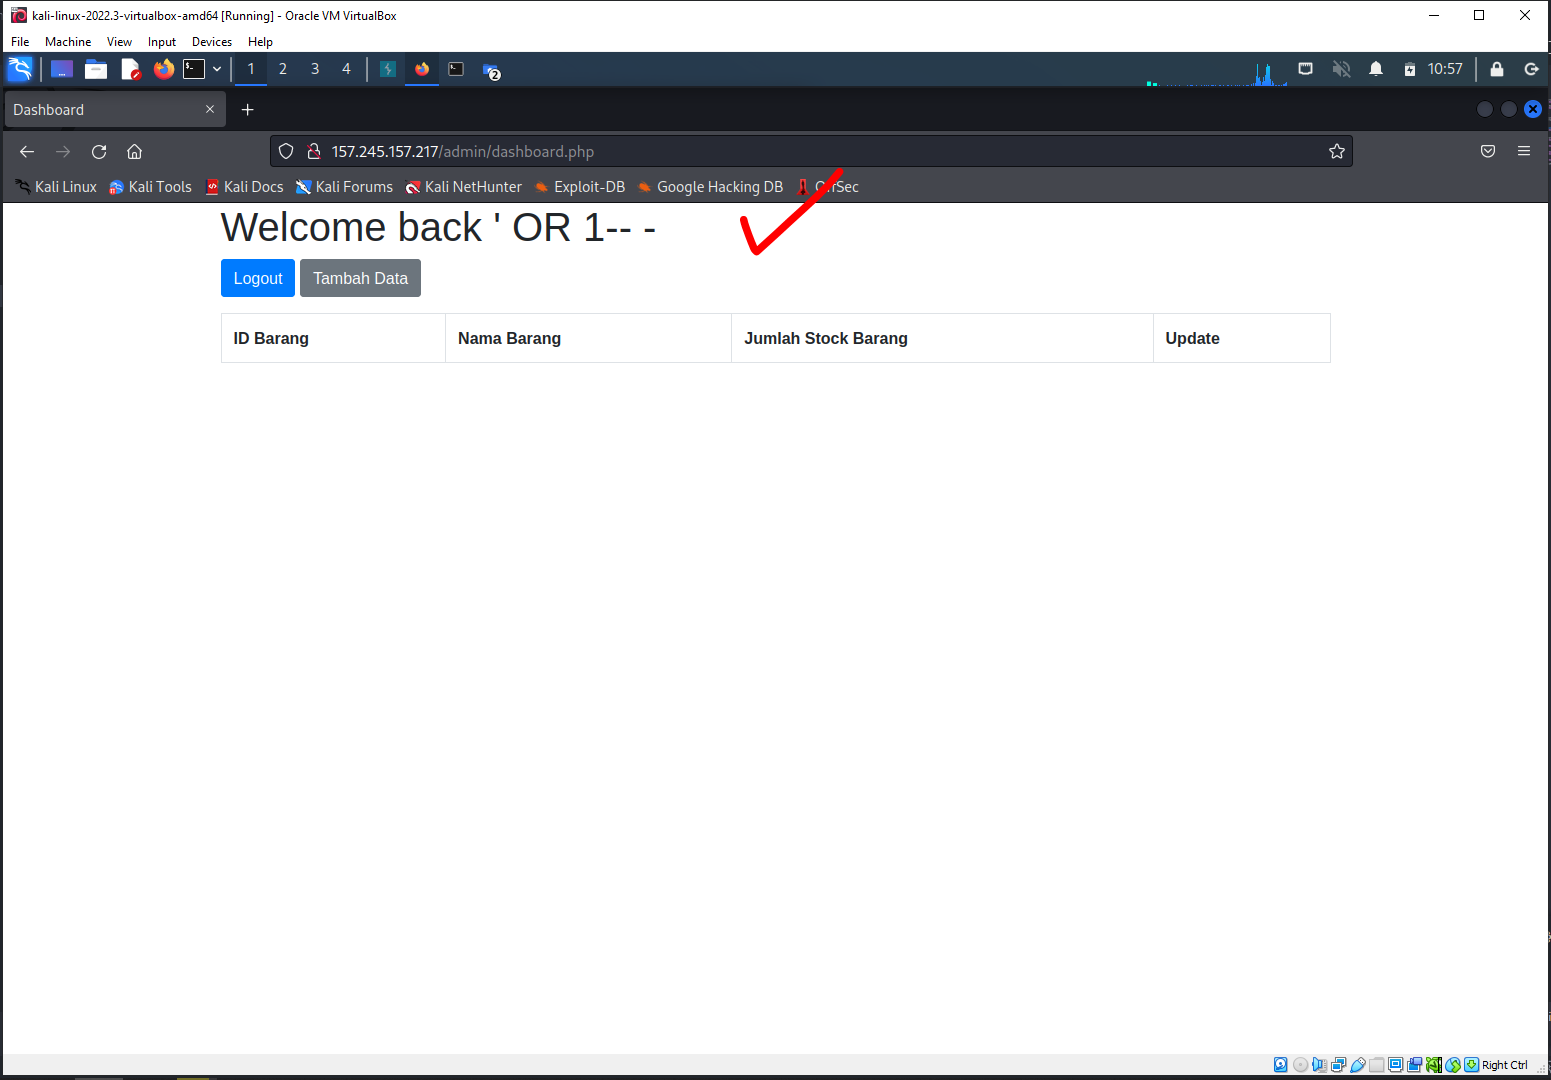 kali-linux-2022.3-virtualbox-amd64 [Running] - Oracle VM VirtualBox
File Machine View Input Devices Help
1 2 3 4 2 10:57
Dashboard
157.245.157.217/admin/dashboard.php
Kali Linux Kali Tools Kali Docs Kali Forums Kali NetHunter Exploit-DB Google Hacking DB OffSec
Welcome back ' OR 1-- -
Logout Tambah Data
ID Barang Nama Barang Jumlah Stock Barang Update
Right Ctrl